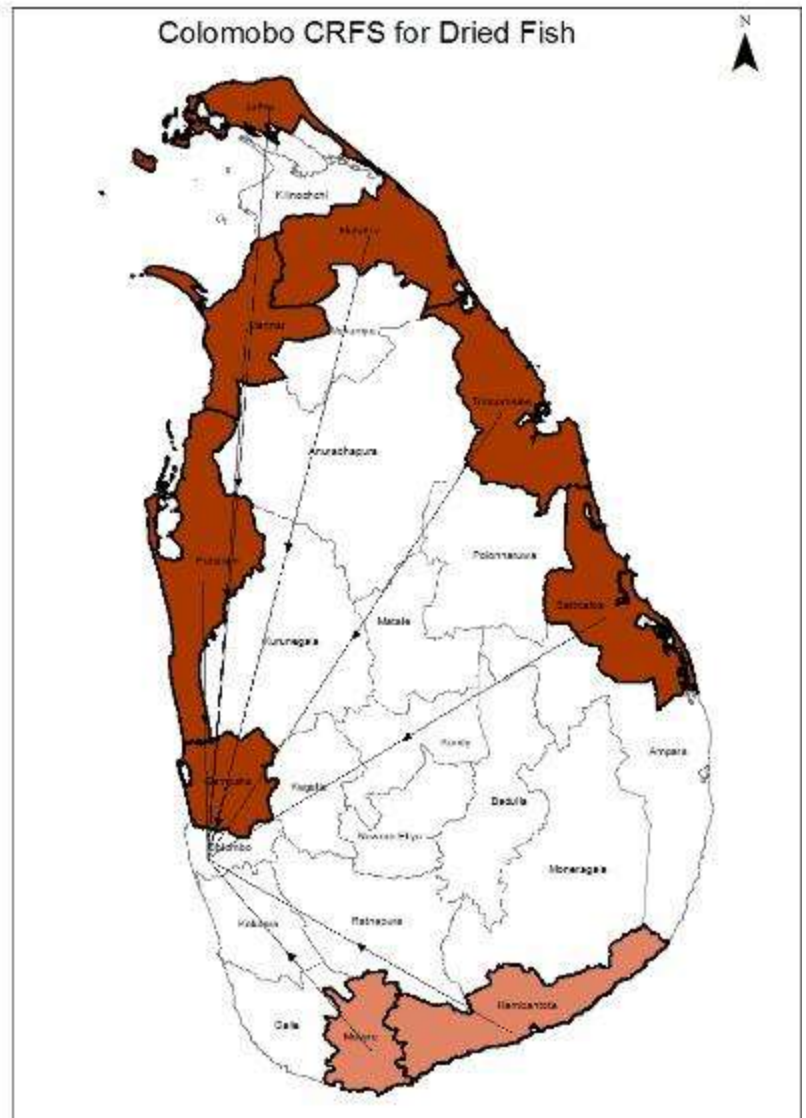 Colomobo CRFS for Dried Fish
N
Jaffna
Kilinochchi
Mannar
Vavuniya
Trincomalee
Anuradhapura
Puttalam
Polonnaruwa
Batticaloa
Matale
Kurunegala
Kandy
Ampara
Gampaha
Kegalle
Badulla
Nuwara Eliya
Colombo
Moneragala
Ratnapura
Kalutara
Hambantota
Galle
Matara